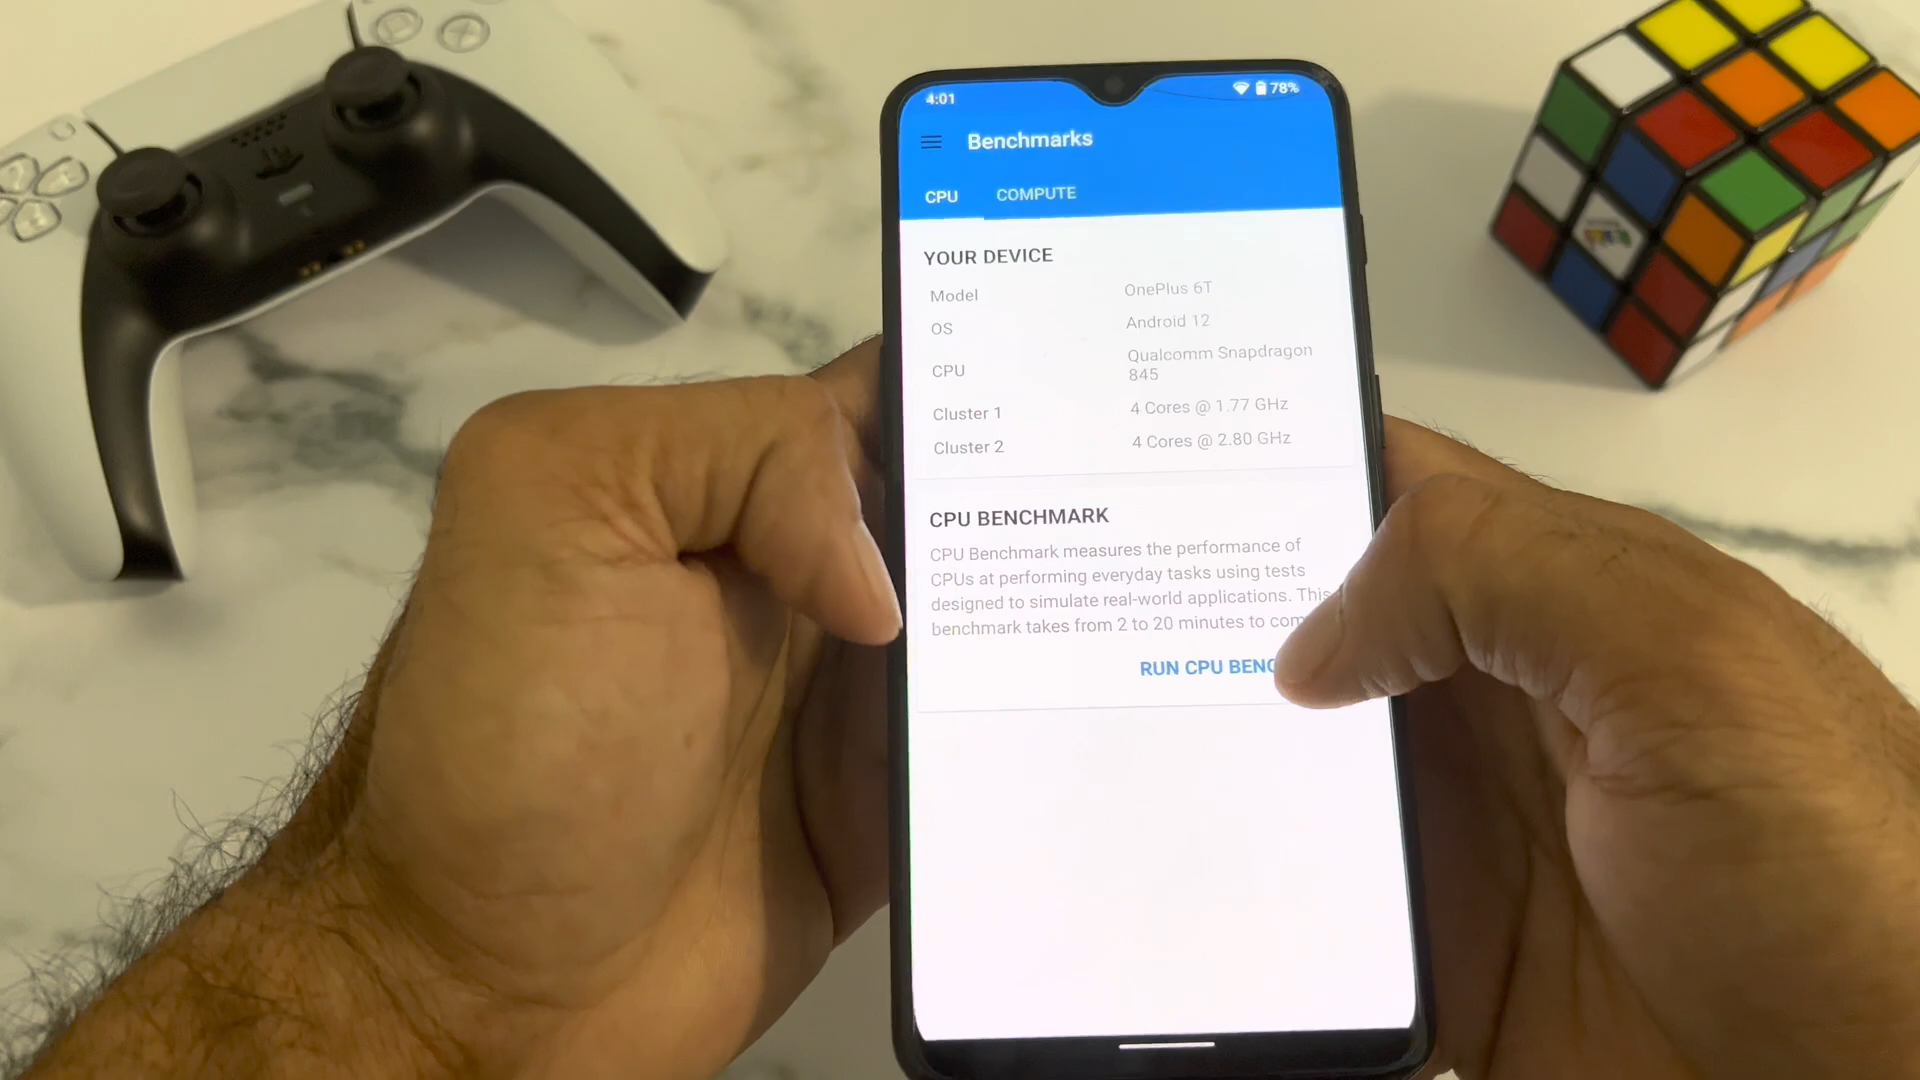 4:01 78%
Benchmarks
CPU COMPUTE
YOUR DEVICE
Model OnePlus 6T
OS Android 12
CPU Qualcomm Snapdragon
845
Cluster 1 4 Cores @ 1.77 GHz
Cluster 2 4 Cores @ 2.80 GHz
CPU BENCHMARK
CPU Benchmark measures the performance of
CPUs at performing everyday tasks using tests
designed to simulate real-world applications. This
benchmark takes from 2 to 20 minutes to com
RUN CPU BENC